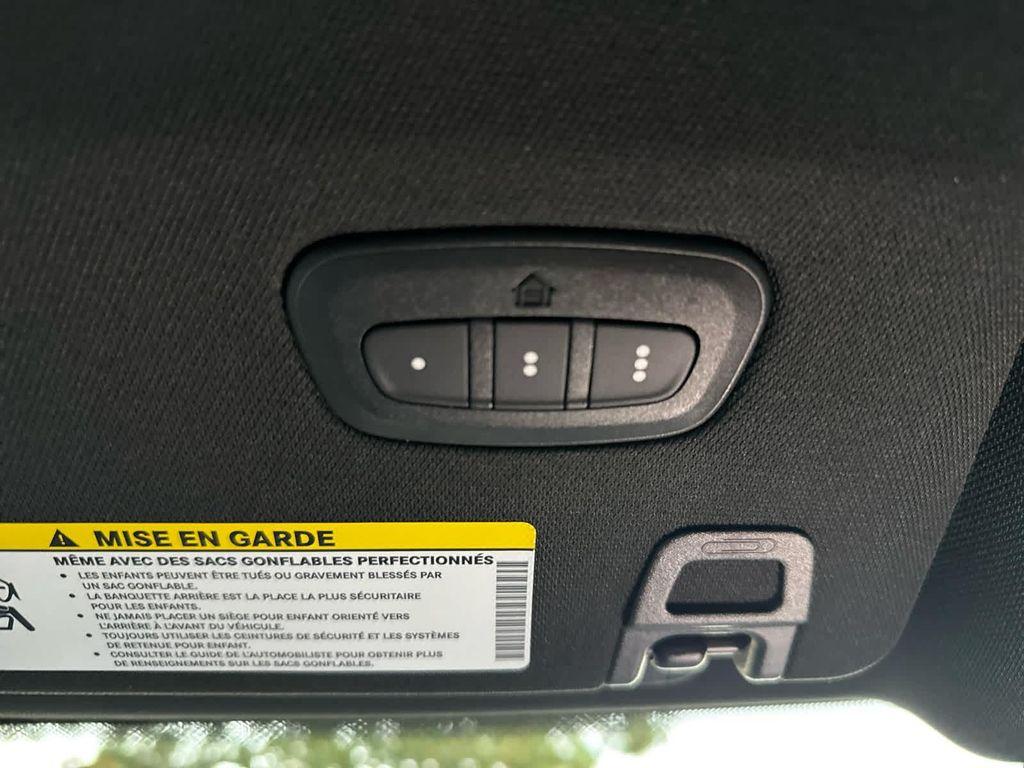 MISE EN GARDE
MÊME AVEC DES SACS GONFLABLES PERFECTIONNÉS
• LES ENFANTS PEUVENT ÊTRE TUÉS OU GRAVEMENT BLESSÉS PAR
UN SAC GONFLABLE.
• LA BANQUETTE ARRIÈRE EST LA PLACE LA PLUS SÉCURITAIRE
POUR LES ENFANTS.
• NE JAMAIS PLACER UN SIÈGE POUR ENFANT ORIENTÉ VERS
L'ARRIÈRE À L'AVANT DU VÉHICULE.
• TOUJOURS UTILISER LES CEINTURES DE SÉCURITÉ ET LES SYSTÈMES
DE RETENUE POUR ENFANT.
• CONSULTER LE GUIDE DE L'AUTOMOBILISTE POUR OBTENIR PLUS
DE RENSEIGNEMENTS SUR LES SACS GONFLABLES.